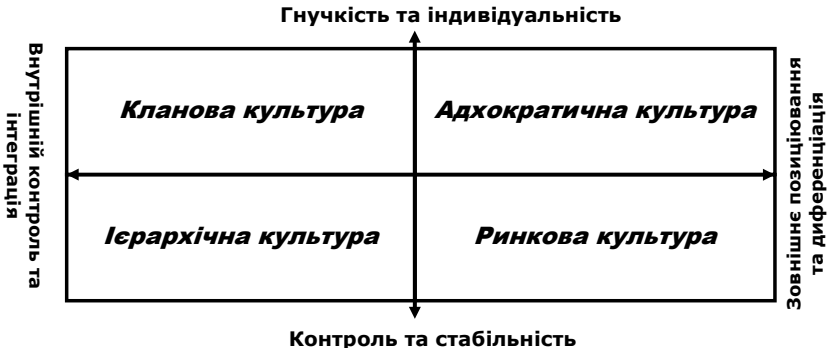 Гнучкість та індивідуальність
Внутрішній контроль та
інтеграція
Кланова культура
Адхократична культура
Зовнішнє позиціювання
та диференціація
Ієрархічна культура
Ринкова культура
Контроль та стабільність